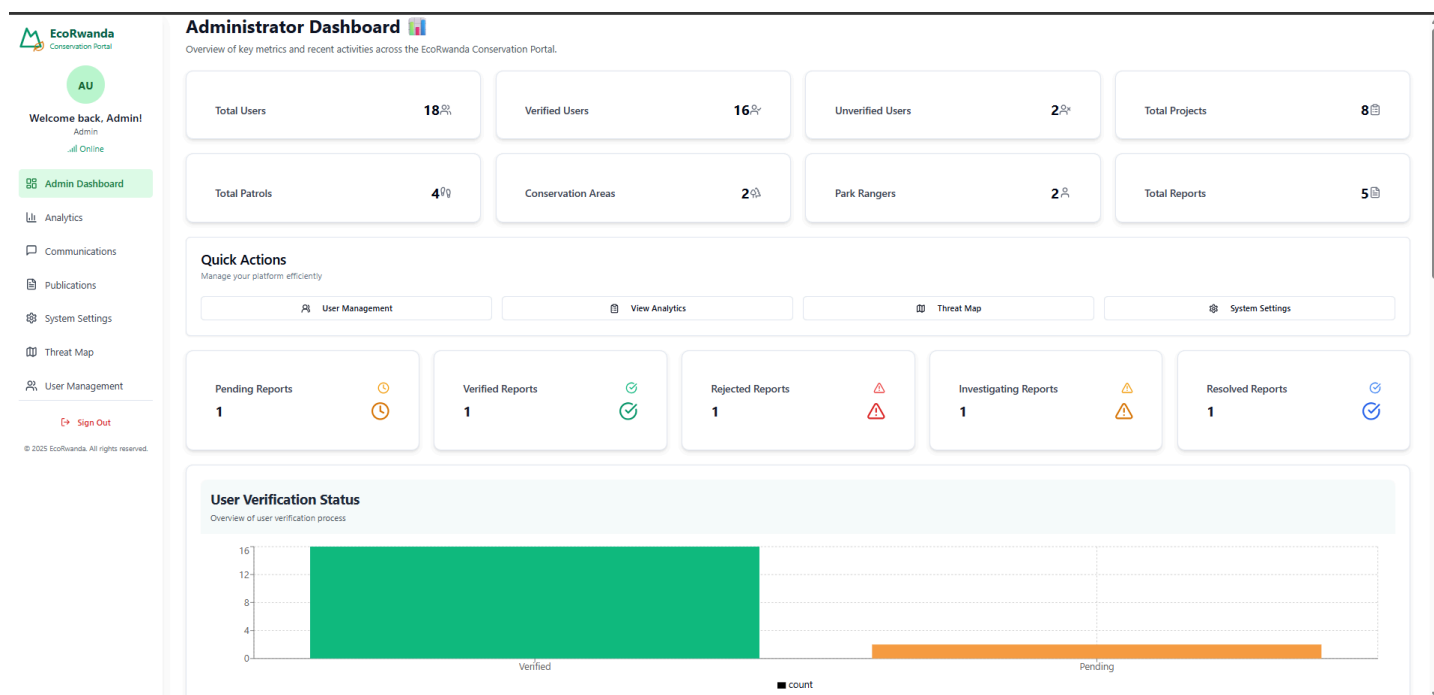 EcoRwanda
Conservation Portal
AU
Welcome back, Admin!
Admin
Online
Admin Dashboard
Analytics
Communications
Publications
System Settings
Threat Map
User Management
Sign Out
© 2025 EcoRwanda. All rights reserved.
Administrator Dashboard
Overview of key metrics and recent activities across the EcoRwanda Conservation Portal.
Total Users 18
Verified Users 16
Unverified Users 2
Total Projects 8
Total Patrols 4
Conservation Areas 2
Park Rangers 2
Total Reports 5
Quick Actions
Manage your platform efficiently
User Management
View Analytics
Threat Map
System Settings
Pending Reports
1
Verified Reports
1
Rejected Reports
1
Investigating Reports
1
Resolved Reports
1
User Verification Status
Overview of user verification process
16
12
8
4
0
Verified
Pending
count